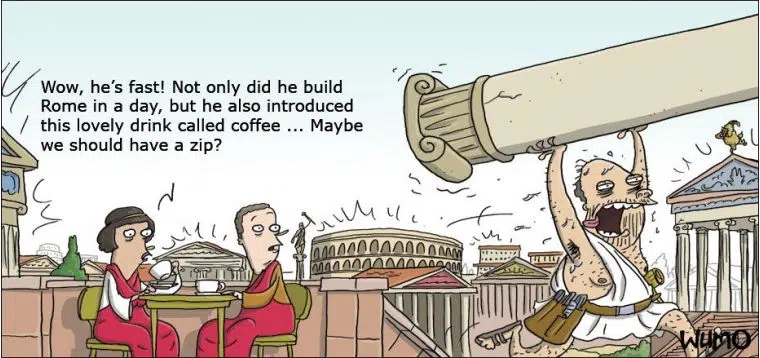 Wow, he's fast! Not only did he build
Rome in a day, but he also introduced
this lovely drink called coffee ... Maybe
we should have a zip?
WUMO